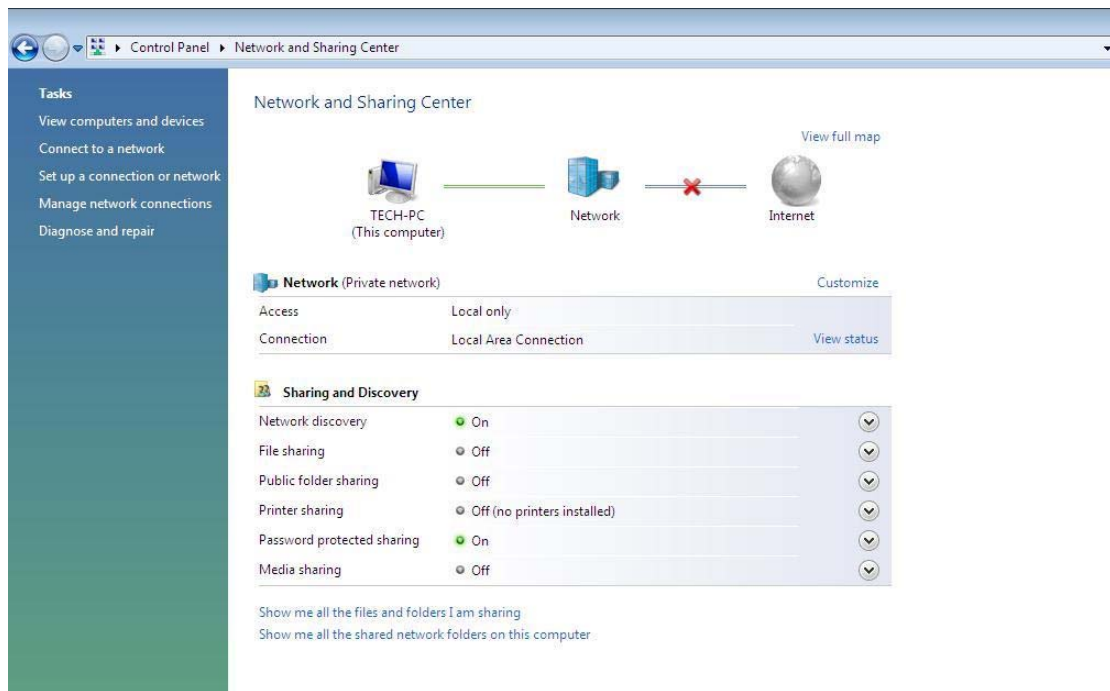 Control Panel Network and Sharing Center
Tasks
View computers and devices
Connect to a network
Set up a connection or network
Manage network connections
Diagnose and repair
Network and Sharing Center
View full map
TECH-PC
(This computer)
Network
Internet
Network (Private network) Customize
Access Local only
Connection Local Area Connection View status
Sharing and Discovery
Network discovery On
File sharing Off
Public folder sharing Off
Printer sharing Off (no printers installed)
Password protected sharing On
Media sharing Off
Show me all the files and folders I am sharing
Show me all the shared network folders on this computer